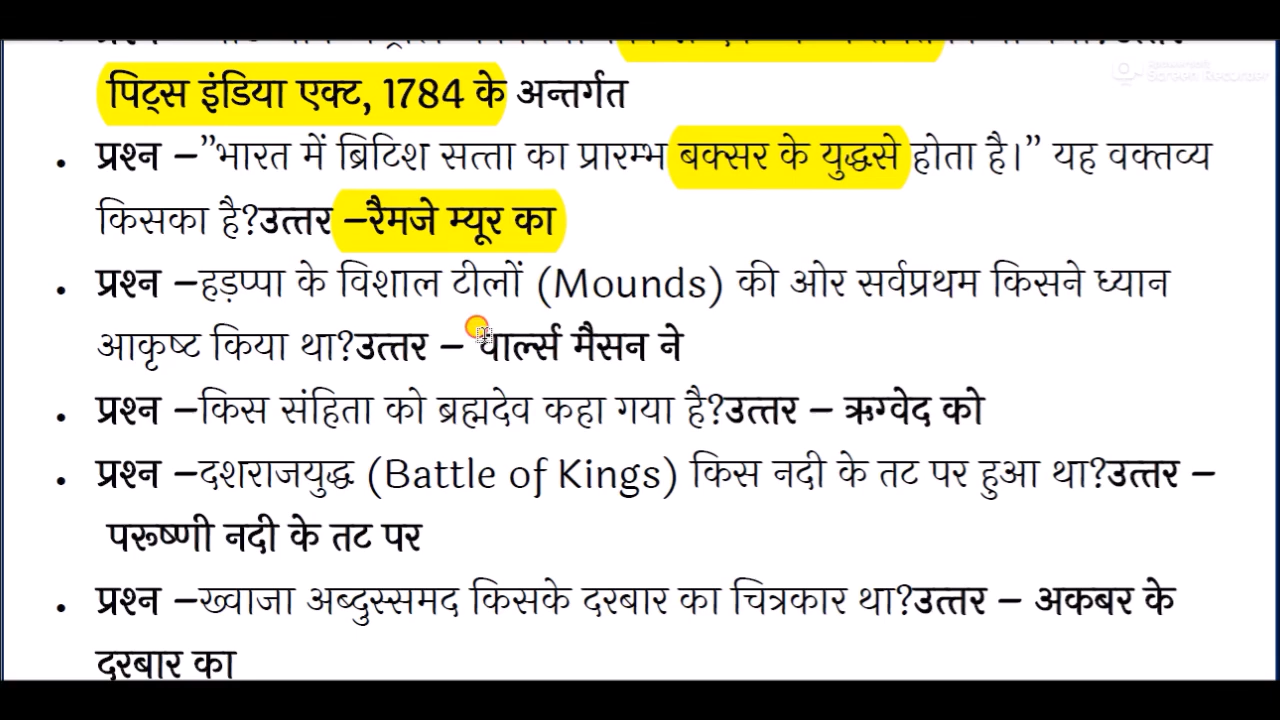 पिट्स इंडिया एक्ट, 1784 के अन्तर्गत
Screen Recorder
• प्रश्न –”भारत में ब्रिटिश सत्ता का प्रारम्भ बक्सर के युद्धसे होता है।” यह वक्तव्य
किसका है?उत्तर –रैमजे म्यूर का
• प्रश्न –हड़प्पा के विशाल टीलों (Mounds) की ओर सर्वप्रथम किसने ध्यान
आकृष्ट किया था?उत्तर – मैसन ने
• प्रश्न –किस संहिता को ब्रह्मदेव कहा गया है?उत्तर – ऋग्वेद को
• प्रश्न –दशराजयुद्ध (Battle of Kings) किस नदी के तट पर हुआ था?उत्तर –
परूष्णी नदी के तट पर
• प्रश्न –ख्वाजा अब्दुस्समद किसके दरबार का चित्रकार था?उत्तर – अकबर के
दरबार का